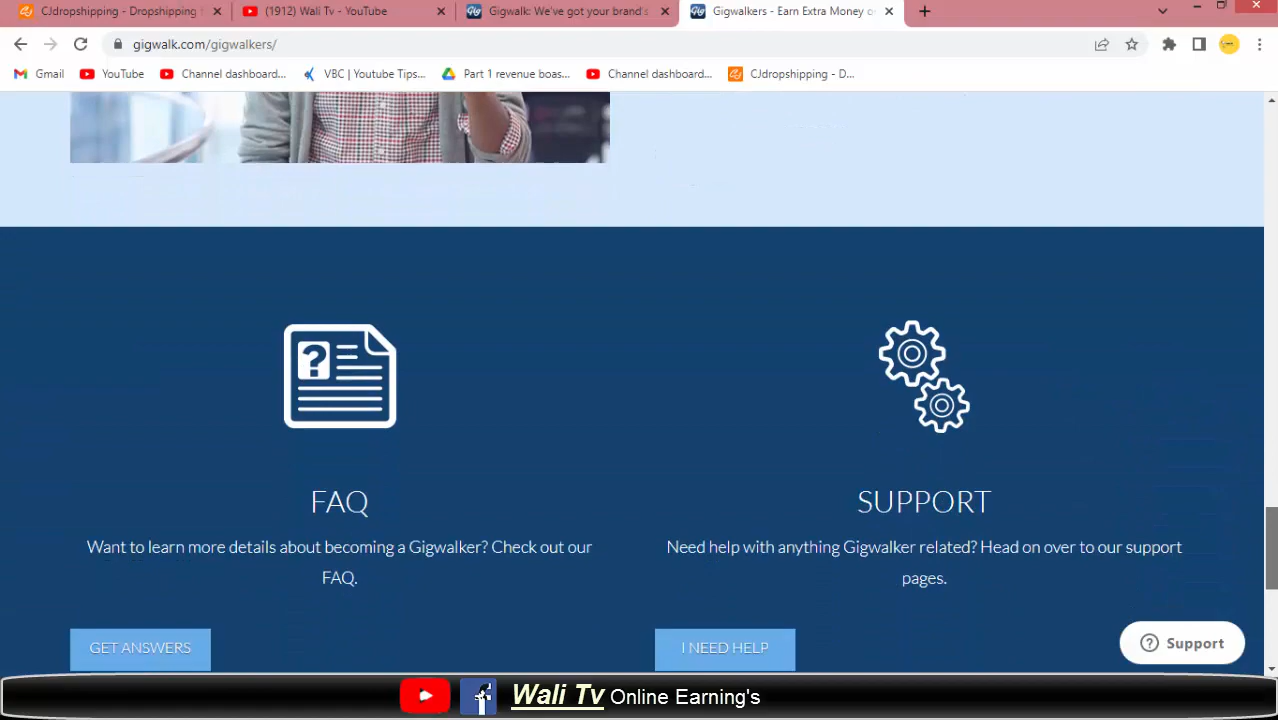 CJdropshipping - Dropshipping
(1912) Wali Tv - YouTube
Gigwalk: We've got your brand's
Gigwalkers - Earn Extra Money o
gigwalk.com/gigwalkers/
Gmail
YouTube
Channel dashboard...
VBC | Youtube Tips...
Part 1 revenue boas...
Channel dashboard...
CJdropshipping - D...
FAQ
Want to learn more details about becoming a Gigwalker? Check out our
FAQ.
GET ANSWERS
SUPPORT
Need help with anything Gigwalker related? Head on over to our support
pages.
I NEED HELP
Support
Wali Tv Online Earning's